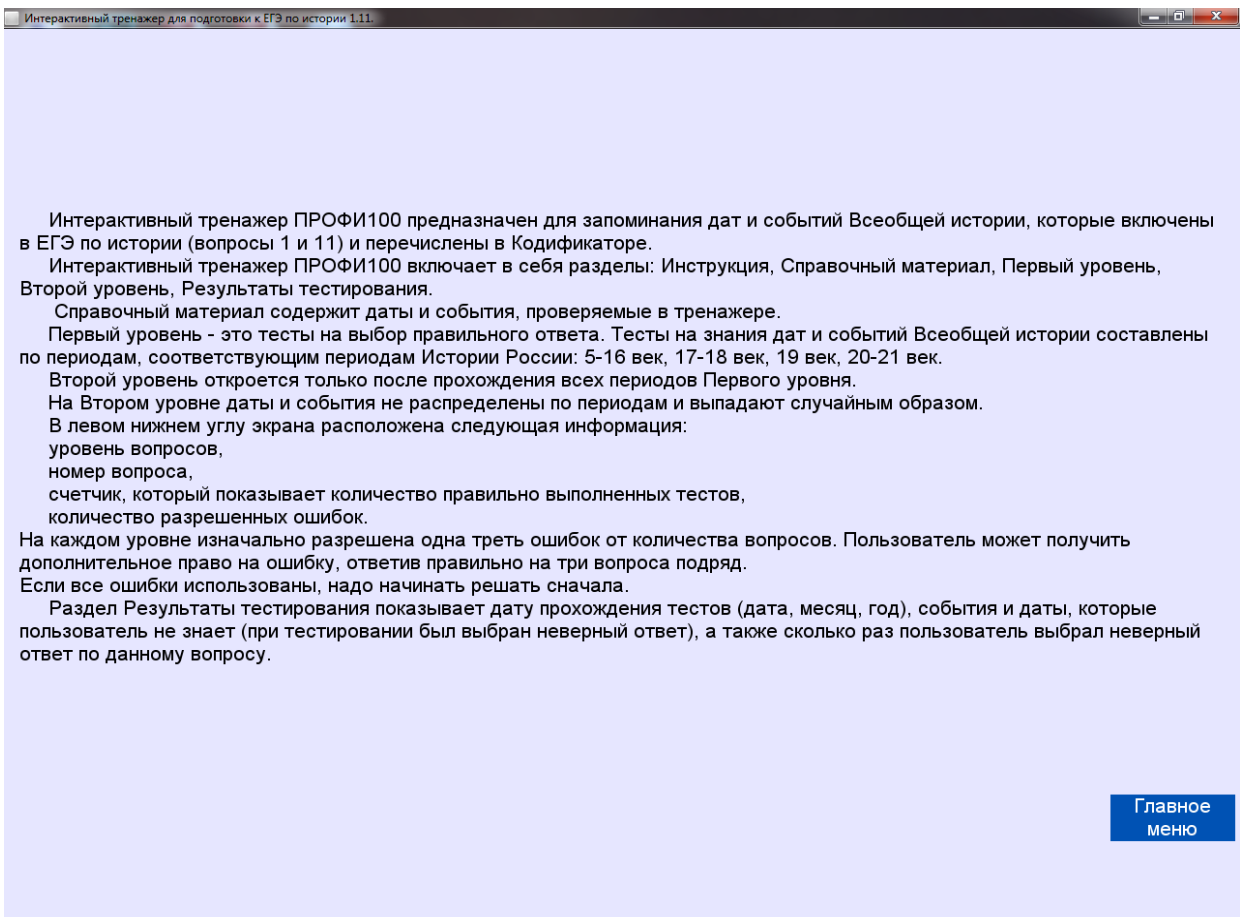 Интерактивный тренажер для подготовки к ЕГЭ по истории 1.11.
Интерактивный тренажер ПРОФИ100 предназначен для запоминания дат и событий Всеобщей истории, которые включены
в ЕГЭ по истории (вопросы 1 и 11) и перечислены в Кодификаторе.
Интерактивный тренажер ПРОФИ100 включает в себя разделы: Инструкция, Справочный материал, Первый уровень,
Второй уровень, Результаты тестирования.
Справочный материал содержит даты и события, проверяемые в тренажере.
Первый уровень - это тесты на выбор правильного ответа. Тесты на знания дат и событий Всеобщей истории составлены
по периодам, соответствующим периодам Истории России: 5-16 век, 17-18 век, 19 век, 20-21 век.
Второй уровень откроется только после прохождения всех периодов Первого уровня.
На Втором уровне даты и события не распределены по периодам и выпадают случайным образом.
В левом нижнем углу экрана расположена следующая информация:
уровень вопросов,
номер вопроса,
счетчик, который показывает количество правильно выполненных тестов,
количество разрешенных ошибок.
На каждом уровне изначально разрешена одна треть ошибок от количества вопросов. Пользователь может получить
дополнительное право на ошибку, ответив правильно на три вопроса подряд.
Если все ошибки использованы, надо начинать решать сначала.
Раздел Результаты тестирования показывает дату прохождения тестов (дата, месяц, год), события и даты, которые
пользователь не знает (при тестировании был выбран неверный ответ), а также сколько раз пользователь выбрал неверный
ответ по данному вопросу.
Главное
меню